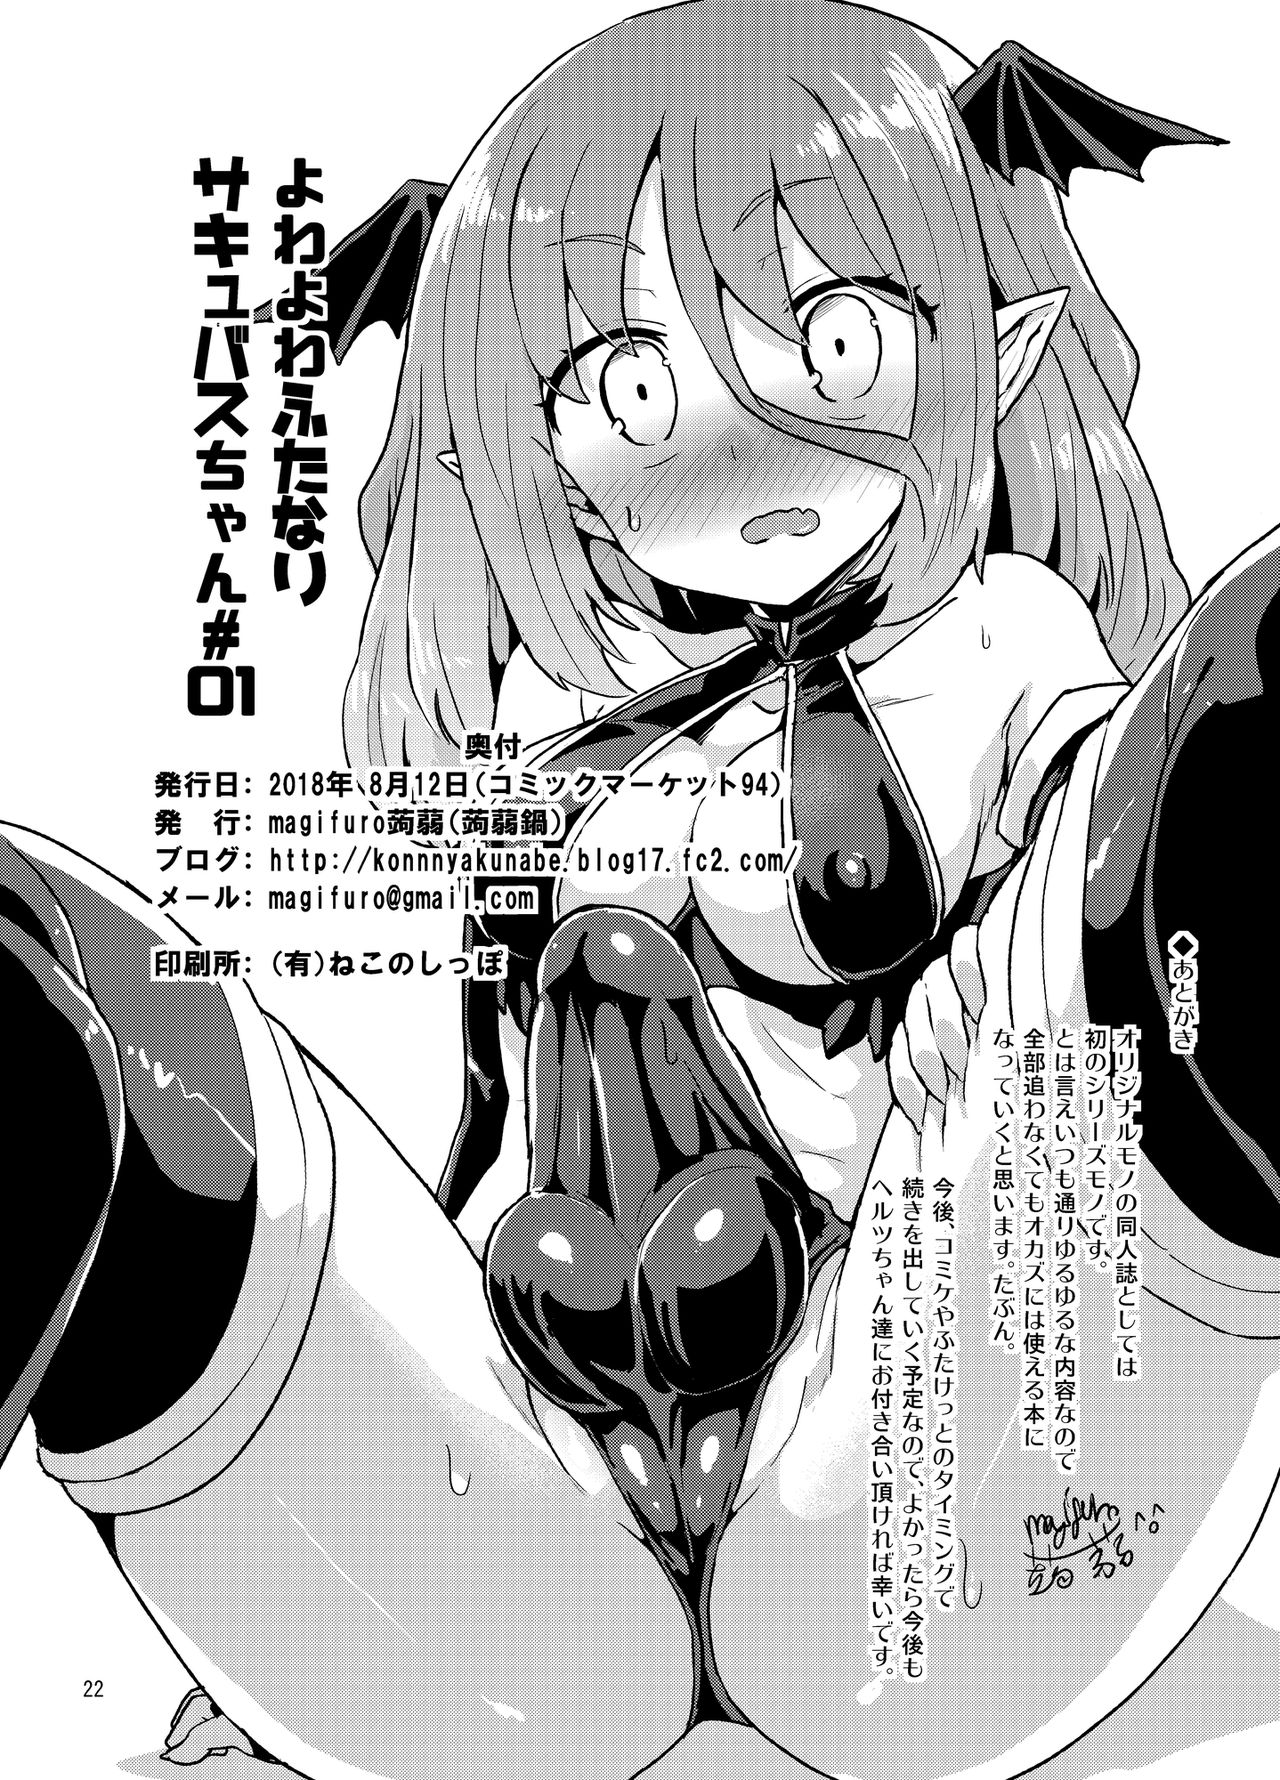 よわよわふたなり
サキュバスちゃん#01
奥付
発行日: 2018年 8月12日(コミックマーケット94)
発　行: magifuro蒟蒻(蒟蒻鍋)
ブログ: http://konnnyakunabe.blog17.fc2.com/
メール: magifuro@gmail.com
印刷所: (有)ねこのしっぽ
◆あとがき
オリジナルモノの同人誌としては
初のシリーズモノです。
とは言えいつも通りゆるゆるな内容なので
全部追わなくてもオカズには使える本に
なっていくと思います。たぶん。
今後、コミケやふたけっとのタイミングで
続きを出していく予定なので、よかったら今後も
ヘルツちゃん達にお付き合い頂ければ幸いです。
magifuro
蒟蒻
22